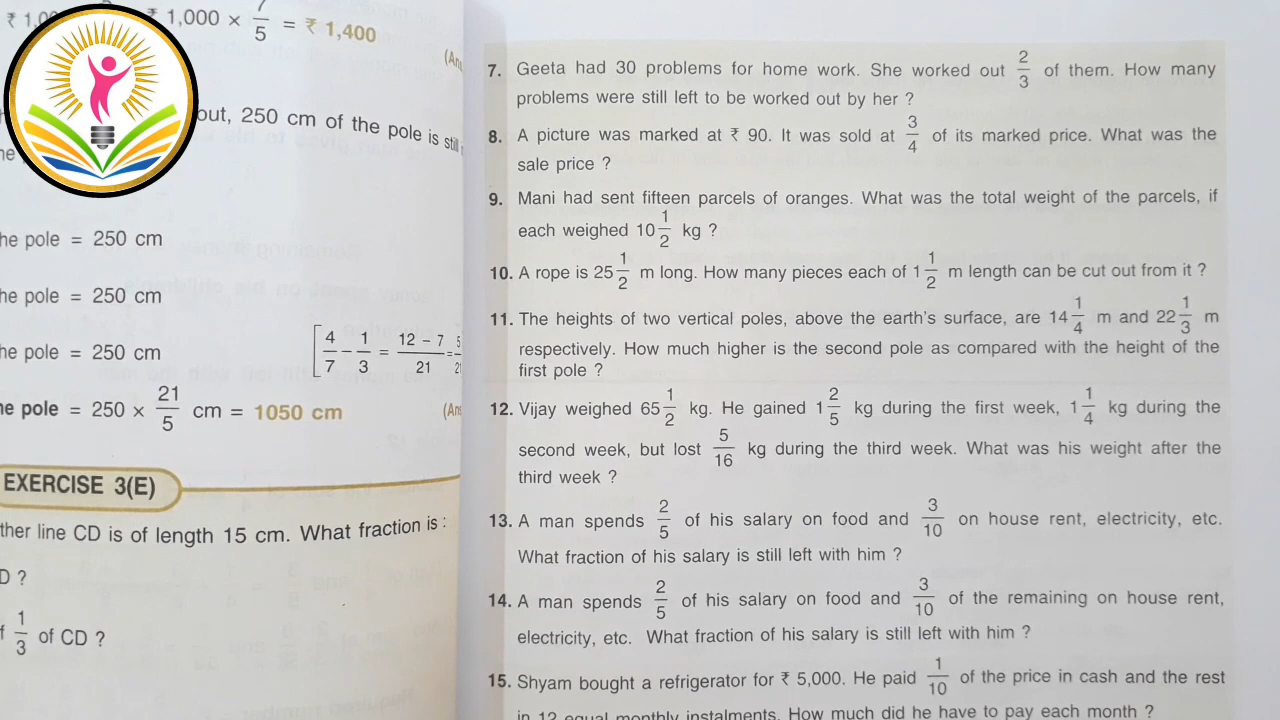 ₹ 1,000 × 7/5 = ₹ 1,400
out, 250 cm of the pole is still
he pole = 250 cm
he pole = 250 cm
he pole = 250 cm
[4/7 − 1/3 = (12 − 7)/21 = 5/21
he pole = 250 × 21/5 cm = 1050 cm
EXERCISE 3(E)
ther line CD is of length 15 cm. What fraction is :
D ?
f 1/3 of CD ?
7. Geeta had 30 problems for home work. She worked out 2/3 of them. How many
problems were still left to be worked out by her ?
8. A picture was marked at ₹ 90. It was sold at 3/4 of its marked price. What was the
sale price ?
9. Mani had sent fifteen parcels of oranges. What was the total weight of the parcels, if
each weighed 10 1/2 kg ?
10. A rope is 25 1/2 m long. How many pieces each of 1 1/2 m length can be cut out from it ?
11. The heights of two vertical poles, above the earth's surface, are 14 1/4 m and 22 1/3 m
respectively. How much higher is the second pole as compared with the height of the
first pole ?
12. Vijay weighed 65 1/2 kg. He gained 1 2/5 kg during the first week, 1 1/4 kg during the
second week, but lost 5/16 kg during the third week. What was his weight after the
third week ?
13. A man spends 2/5 of his salary on food and 3/10 on house rent, electricity, etc.
What fraction of his salary is still left with him ?
14. A man spends 2/5 of his salary on food and 3/10 of the remaining on house rent,
electricity, etc. What fraction of his salary is still left with him ?
15. Shyam bought a refrigerator for ₹ 5,000. He paid 1/10 of the price in cash and the rest
in 12 equal monthly instalments. How much did he have to pay each month ?